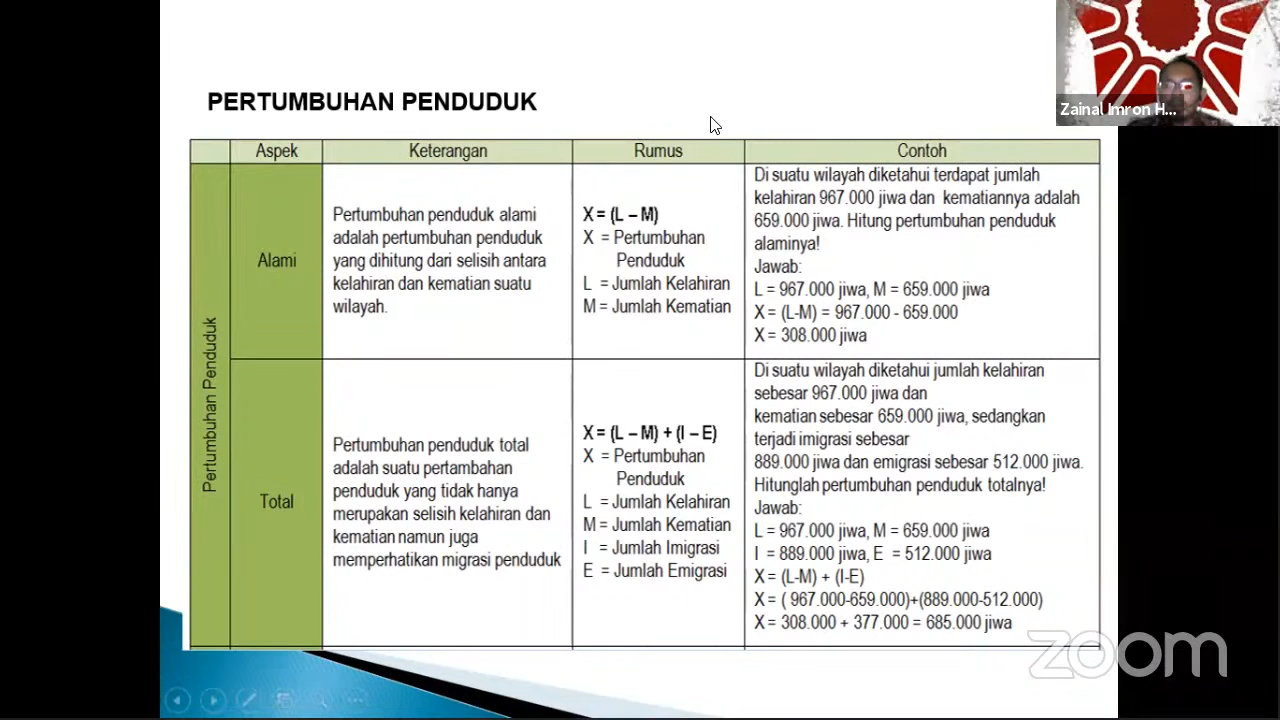 Zainal Imron H...
PERTUMBUHAN PENDUDUK
Aspek
Keterangan
Rumus
Contoh
Pertumbuhan Penduduk
Alami
Pertumbuhan penduduk alami
adalah pertumbuhan penduduk
yang dihitung dari selisih antara
kelahiran dan kematian suatu
wilayah.
X = (L – M)
X = Pertumbuhan
Penduduk
L = Jumlah Kelahiran
M = Jumlah Kematian
Di suatu wilayah diketahui terdapat jumlah
kelahiran 967.000 jiwa dan kematiannya adalah
659.000 jiwa. Hitung pertumbuhan penduduk
alaminya!
Jawab:
L = 967.000 jiwa, M = 659.000 jiwa
X = (L-M) = 967.000 - 659.000
X = 308.000 jiwa
Total
Pertumbuhan penduduk total
adalah suatu pertambahan
penduduk yang tidak hanya
merupakan selisih kelahiran dan
kematian namun juga
memperhatikan migrasi penduduk
X = (L – M) + (I – E)
X = Pertumbuhan
Penduduk
L = Jumlah Kelahiran
M = Jumlah Kematian
I = Jumlah Imigrasi
E = Jumlah Emigrasi
Di suatu wilayah diketahui jumlah kelahiran
sebesar 967.000 jiwa dan
kematian sebesar 659.000 jiwa, sedangkan
terjadi imigrasi sebesar
889.000 jiwa dan emigrasi sebesar 512.000 jiwa.
Hitunglah pertumbuhan penduduk totalnya!
Jawab:
L = 967.000 jiwa, M = 659.000 jiwa
I = 889.000 jiwa, E = 512.000 jiwa
X = (L-M) + (I-E)
X = ( 967.000-659.000)+(889.000-512.000)
X = 308.000 + 377.000 = 685.000 jiwa
zoom